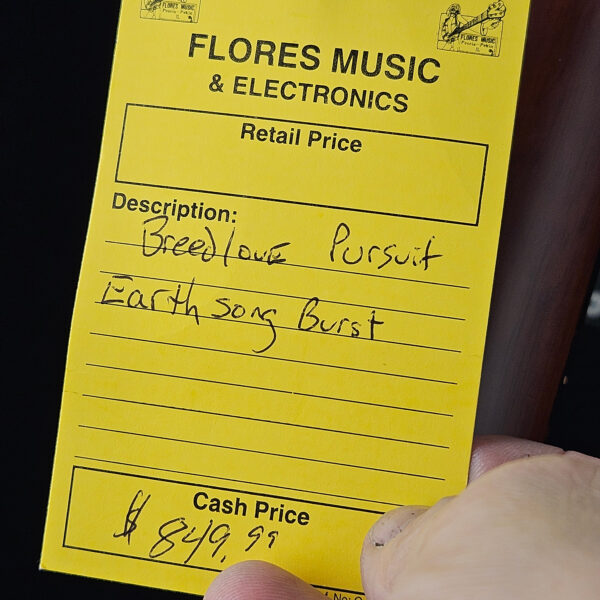 FLORES MUSIC
& ELECTRONICS
Retail Price
Description:
Breedlove Pursuit
Earthsong Burst
Cash Price
$849.99